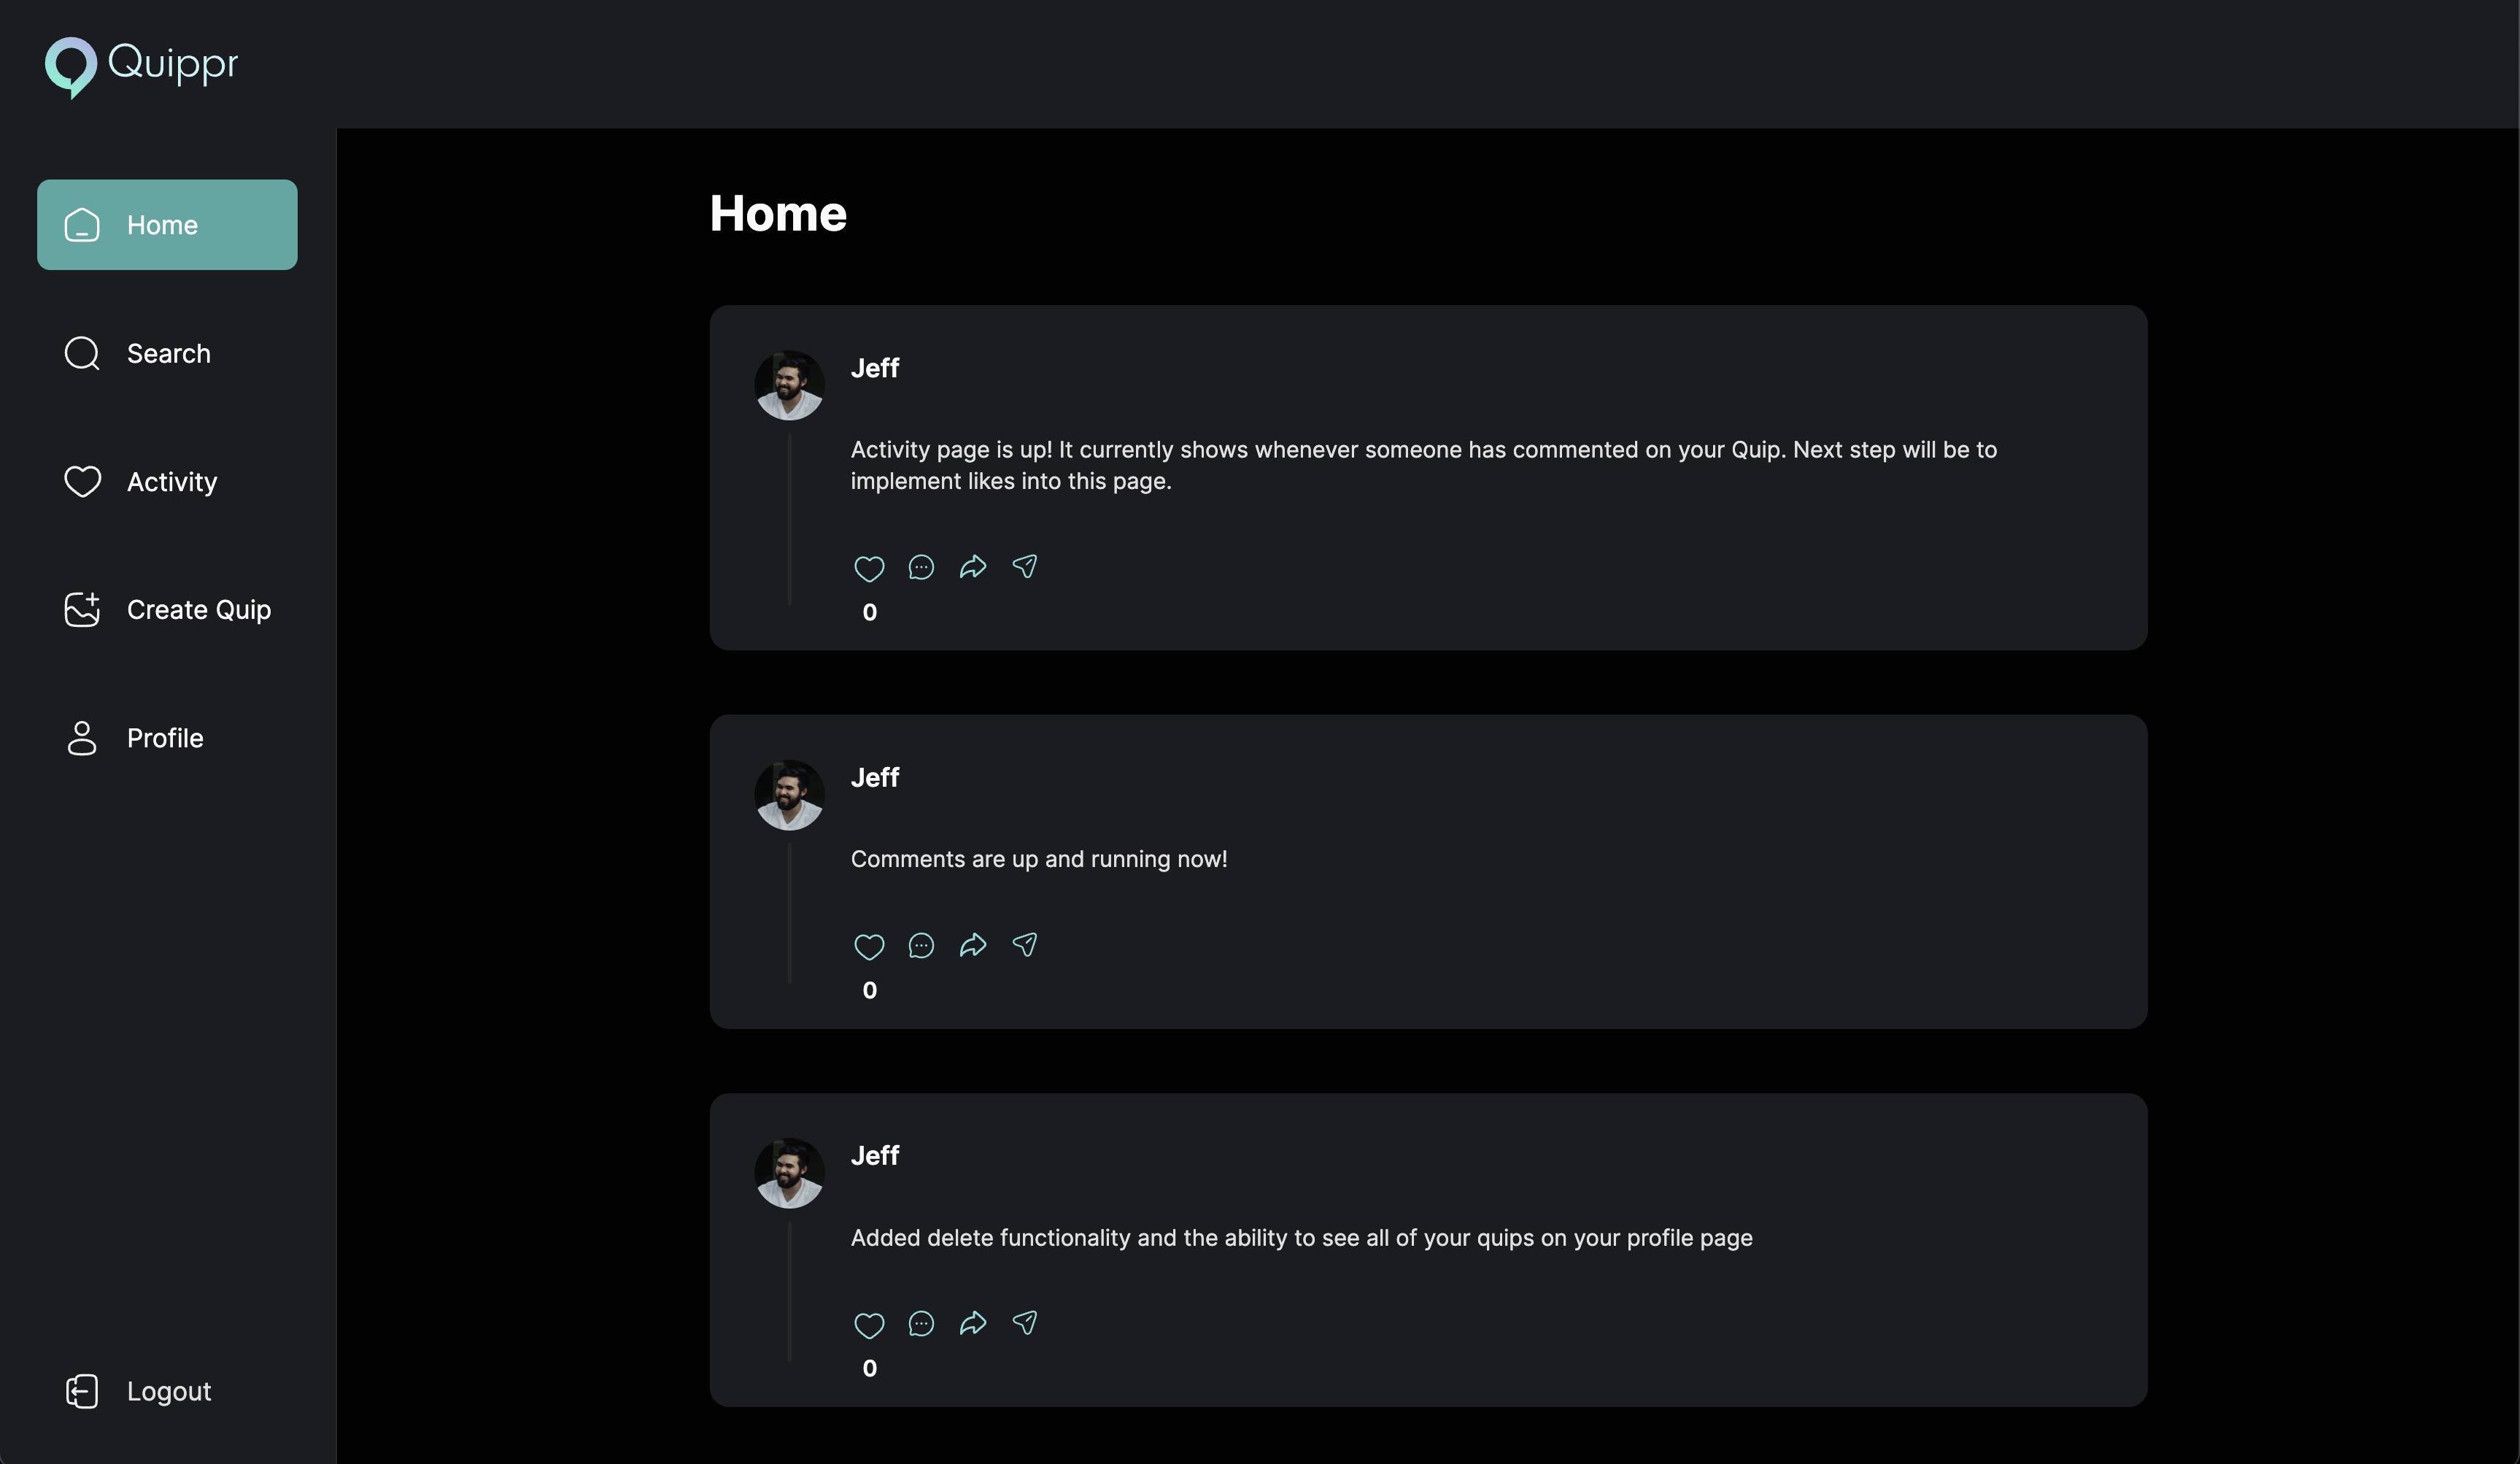 Quippr
Home
Search
Activity
Create Quip
Profile
Logout
Home
Jeff
Activity page is up! It currently shows whenever someone has commented on your Quip. Next step will be to
implement likes into this page.
0
Jeff
Comments are up and running now!
0
Jeff
Added delete functionality and the ability to see all of your quips on your profile page
0